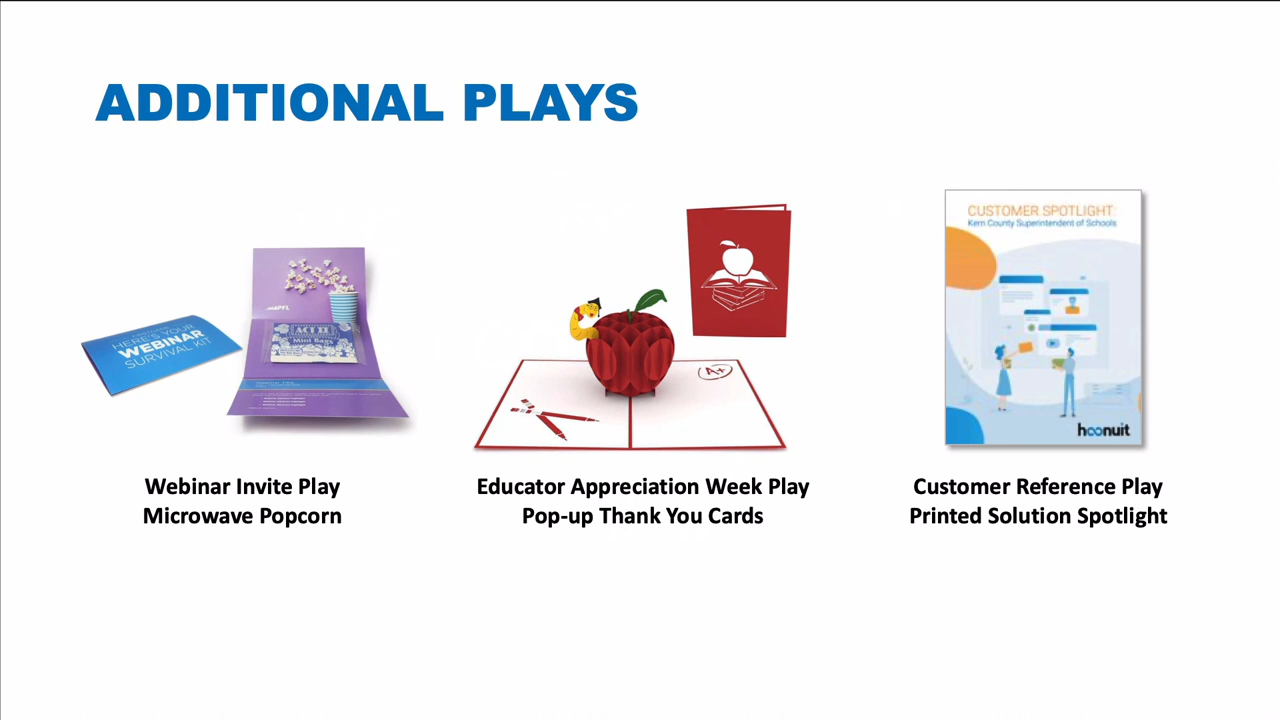 ADDITIONAL PLAYS
HERE'S YOUR
WEBINAR
SURVIVAL KIT
ACT II
Mini Bags
A+
CUSTOMER SPOTLIGHT:
Kern County Superintendent of Schools
hoonuit
Webinar Invite Play
Microwave Popcorn
Educator Appreciation Week Play
Pop-up Thank You Cards
Customer Reference Play
Printed Solution Spotlight